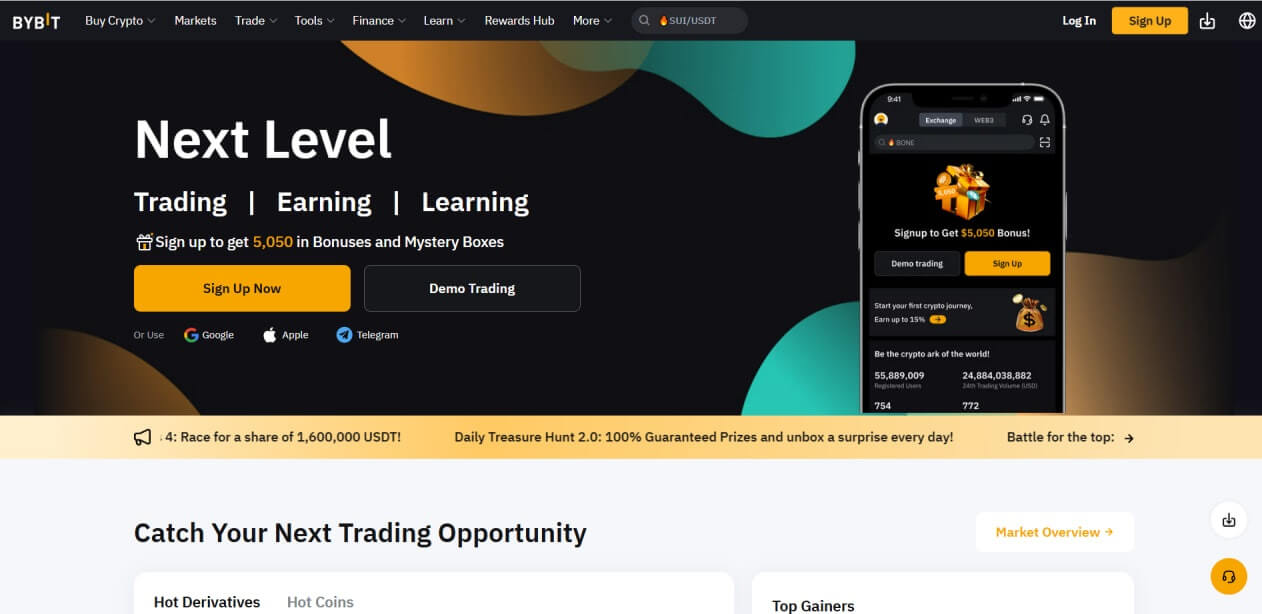 BYBIT Buy Crypto Markets Trade Tools Finance Learn Rewards Hub More SUI/USDT Log In Sign Up
Next Level
Trading | Earning | Learning
Sign up to get 5,050 in Bonuses and Mystery Boxes
Sign Up Now Demo Trading
Or Use Google Apple Telegram
9:41
Exchange WEB3
BONE
5,050
Signup to Get $5,050 Bonus!
Demo trading Sign Up
Start your first crypto journey,
Earn up to 15%
Be the crypto ark of the world!
55,889,009 24,884,038,882
Registered Users 24th Trading Volume (USD)
754 772
4: Race for a share of 1,600,000 USDT! Daily Treasure Hunt 2.0: 100% Guaranteed Prizes and unbox a surprise every day! Battle for the top:
Catch Your Next Trading Opportunity
Market Overview
Hot Derivatives Hot Coins
Top Gainers